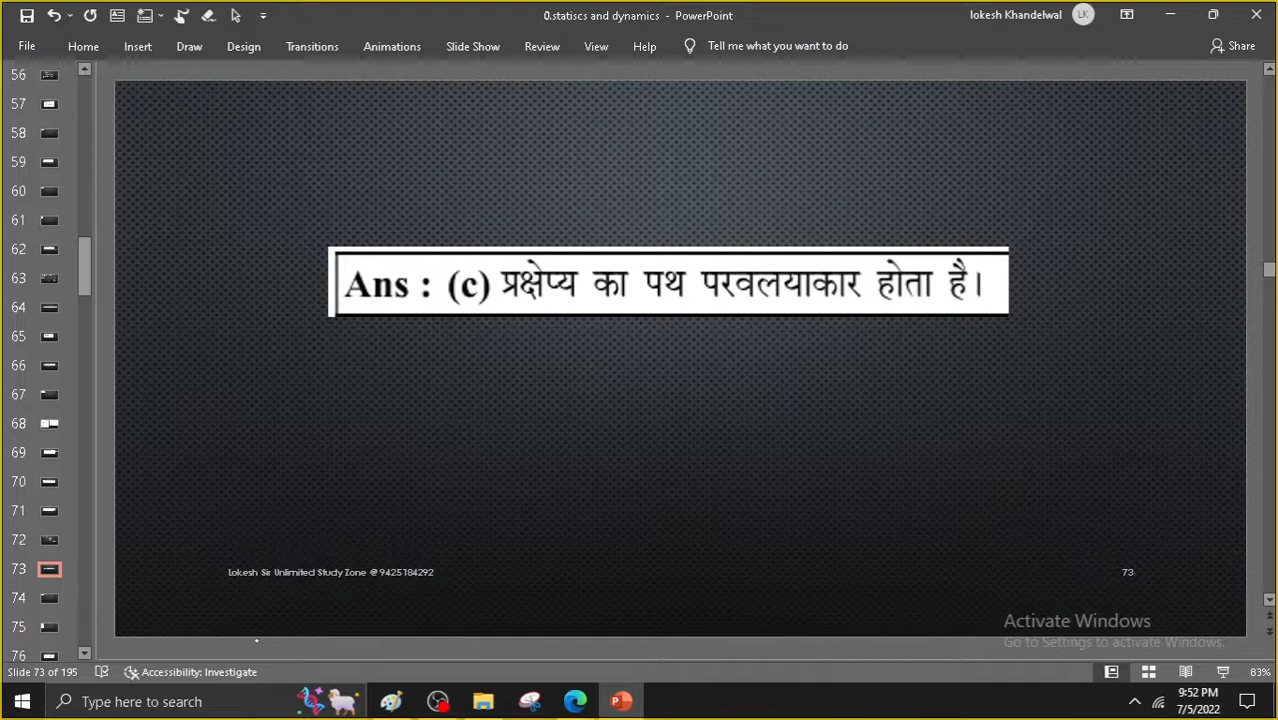 0.statiscs and dynamics - PowerPoint
lokesh Khandelwal LK
File Home Insert Draw Design Transitions Animations Slide Show Review View Help Tell me what you want to do Share
56
57
58
59
60
61
62
63
64
65
66
67
68
69
70
71
72
73
74
75
76
Ans : (c) प्रक्षेप्य का पथ परवलयाकार होता है।
Lokesh Sir Unlimited Study Zone @9425184292 73
Activate Windows
Go to Settings to activate Windows.
Slide 73 of 195 Accessibility: Investigate 83%
Type here to search
9:52 PM
7/5/2022